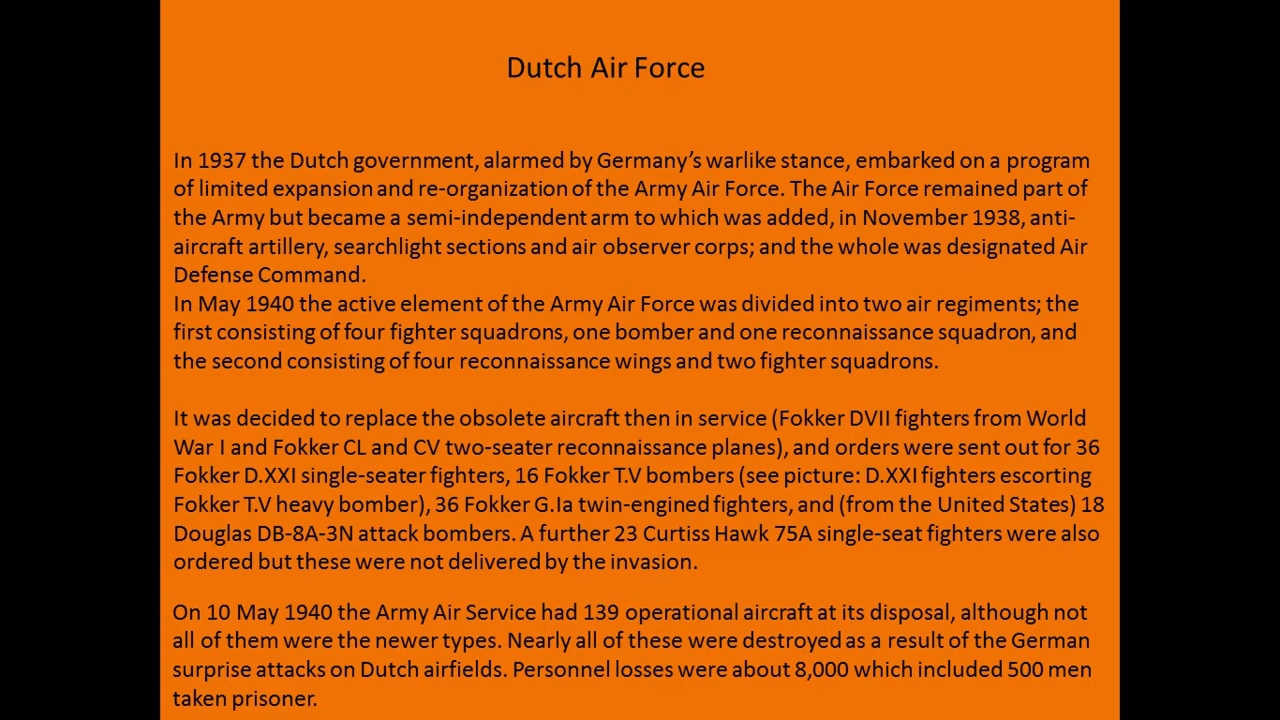 Dutch Air Force
In 1937 the Dutch government, alarmed by Germany’s warlike stance, embarked on a program
of limited expansion and re-organization of the Army Air Force. The Air Force remained part of
the Army but became a semi-independent arm to which was added, in November 1938, anti-
aircraft artillery, searchlight sections and air observer corps; and the whole was designated Air
Defense Command.
In May 1940 the active element of the Army Air Force was divided into two air regiments; the
first consisting of four fighter squadrons, one bomber and one reconnaissance squadron, and
the second consisting of four reconnaissance wings and two fighter squadrons.
It was decided to replace the obsolete aircraft then in service (Fokker DVII fighters from World
War I and Fokker CL and CV two-seater reconnaissance planes), and orders were sent out for 36
Fokker D.XXI single-seater fighters, 16 Fokker T.V bombers (see picture: D.XXI fighters escorting
Fokker T.V heavy bomber), 36 Fokker G.Ia twin-engined fighters, and (from the United States) 18
Douglas DB-8A-3N attack bombers. A further 23 Curtiss Hawk 75A single-seat fighters were also
ordered but these were not delivered by the invasion.
On 10 May 1940 the Army Air Service had 139 operational aircraft at its disposal, although not
all of them were the newer types. Nearly all of these were destroyed as a result of the German
surprise attacks on Dutch airfields. Personnel losses were about 8,000 which included 500 men
taken prisoner.